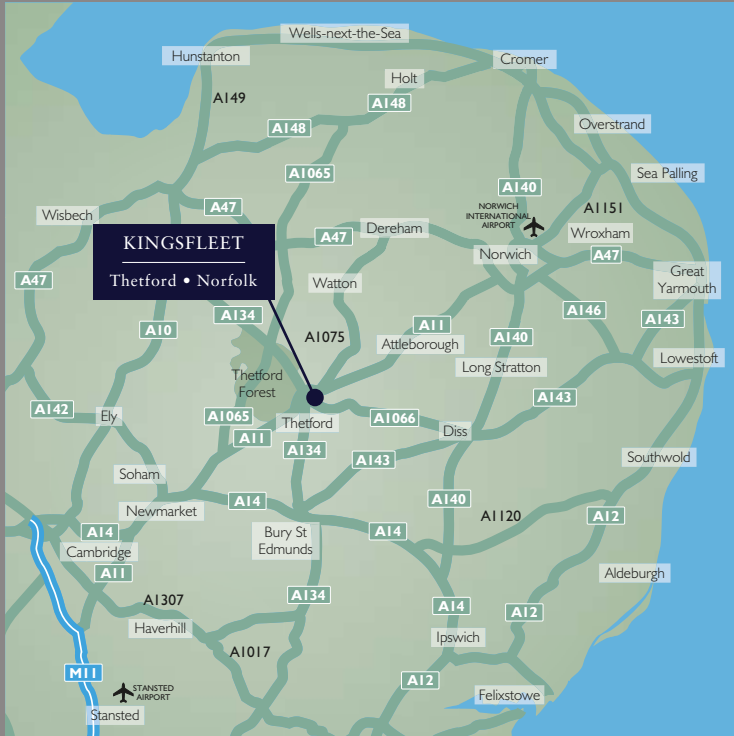 Wells-next-the-Sea
Hunstanton
Cromer
Holt
A149
A148
A148
Overstrand
A1065
Sea Palling
A140
A47
NORWICH
INTERNATIONAL
AIRPORT
A1151
Wisbech
Dereham
Wroxham
A47
KINGSFLEET
Thetford • Norfolk
Norwich
A47
A47
Great
Yarmouth
Watton
A134
A146
A143
A10
A11
A1075
A140
Attleborough
Lowestoft
Long Stratton
Thetford
Forest
A143
A142
Ely
A1065
A1066
Thetford
Diss
A11
A134
A143
Southwold
Soham
A14
A140
Newmarket
A1120
A12
A14
Bury St
Edmunds
A14
Cambridge
A11
Aldeburgh
A134
A1307
A14
A12
Haverhill
Ipswich
A1017
M11
A12
STANSTED
AIRPORT
Felixstowe
Stansted